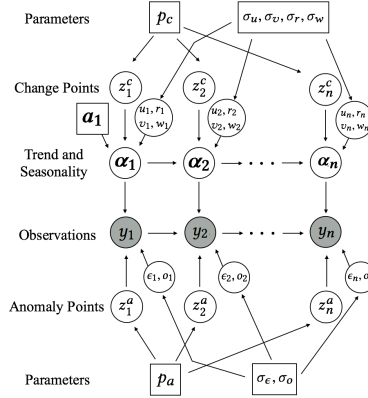 Parameters p_c σ_u, σ_v, σ_r, σ_w
Change Points z_1^c z_2^c z_n^c
a_1 u_1, r_1 u_2, r_2 u_n, r_n
v_1, w_1 v_2, w_2 v_n, w_n
Trend and
Seasonality α_1 α_2 · · · α_n
Observations y_1 y_2 · · · y_n
ϵ_1, o_1 ϵ_2, o_2 ϵ_n, o
Anomaly Points z_1^a z_2^a z_n^a
Parameters p_a σ_ϵ, σ_o